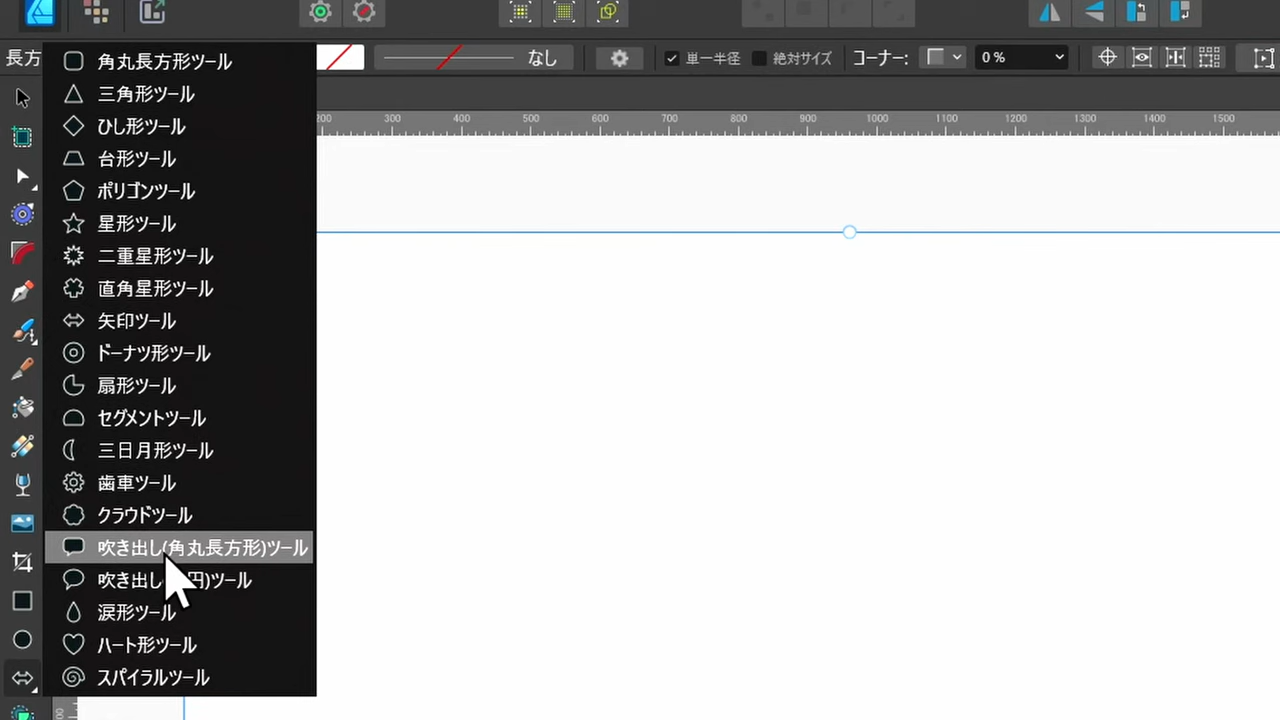 長方
なし
単一半径
絶対サイズ
コーナー:
0 %
200 300 400 500 600 700 800 900 1000 1100 1200 1300 1400 1500
角丸長方形ツール
三角形ツール
ひし形ツール
台形ツール
ポリゴンツール
星形ツール
二重星形ツール
直角星形ツール
矢印ツール
ドーナツ形ツール
扇形ツール
セグメントツール
三日月形ツール
歯車ツール
クラウドツール
吹き出し(角丸長方形)ツール
吹き出し 円)ツール
涙形ツール
ハート形ツール
スパイラルツール